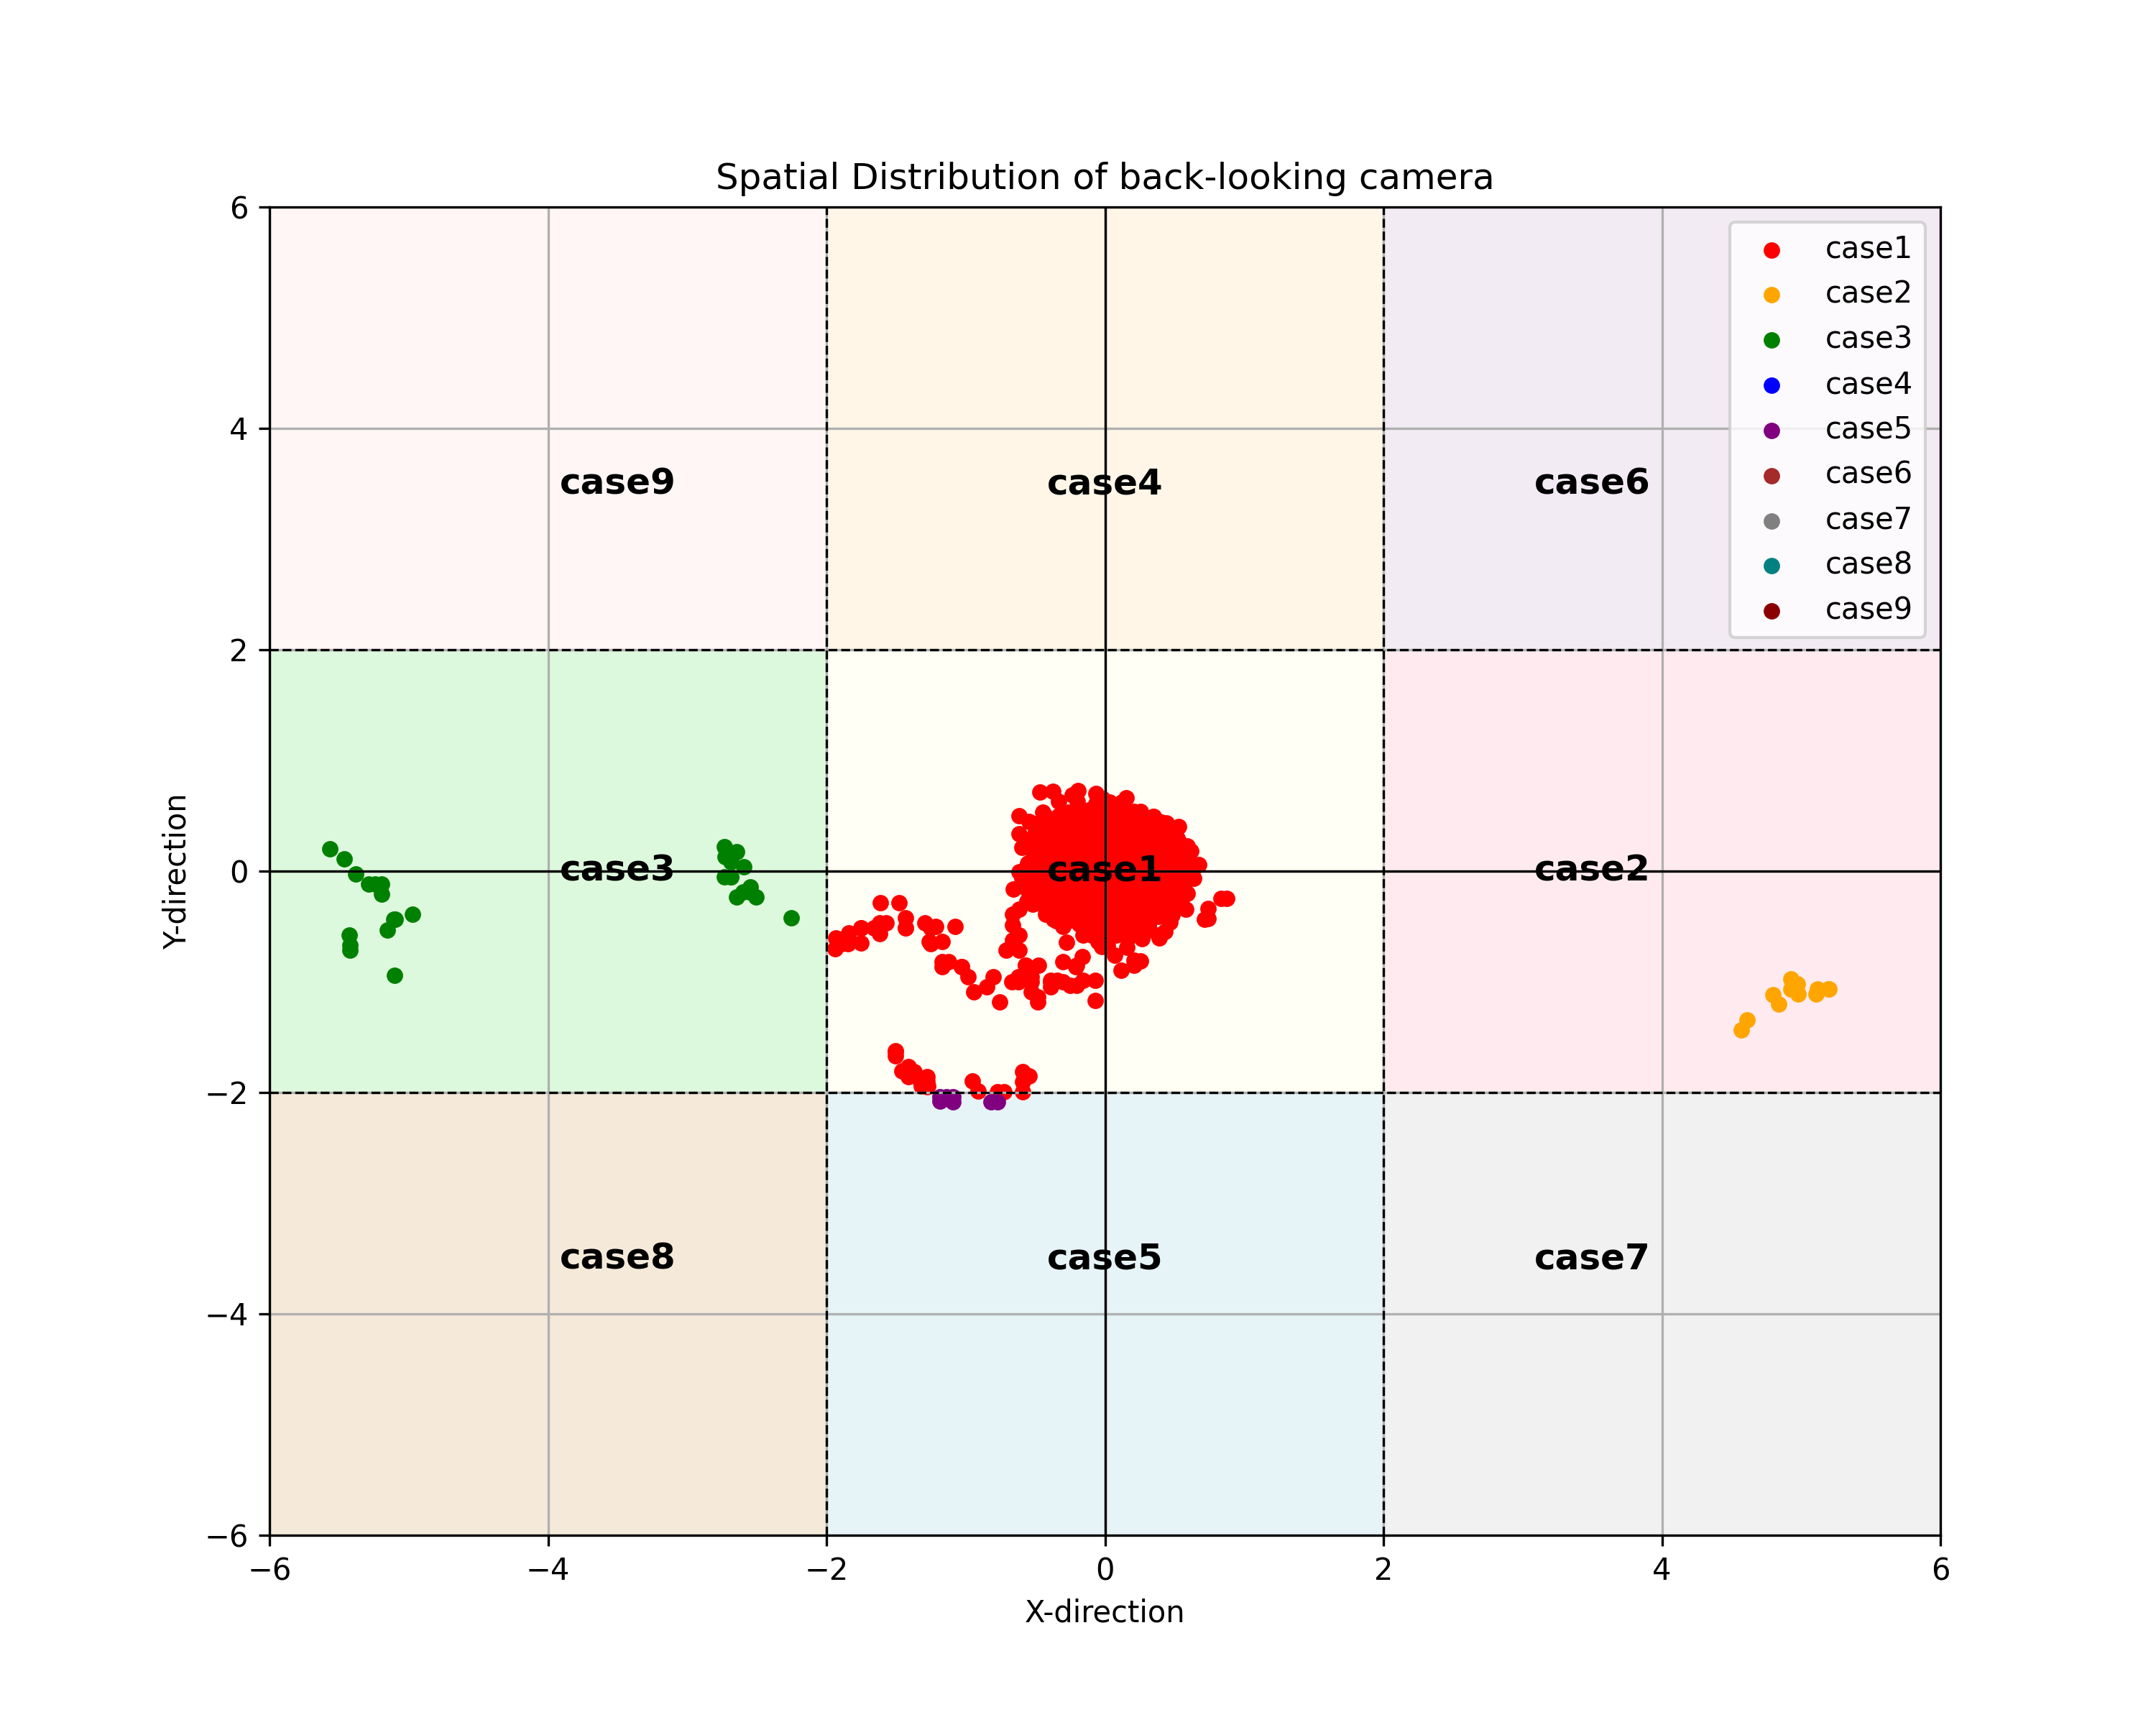 Spatial Distribution of back-looking camera
6
4
2
0
−2
−4
−6
Y-direction
case9
case4
case6
case3
case1
case2
case8
case5
case7
case1
case2
case3
case4
case5
case6
case7
case8
case9
−6
−4
−2
0
2
4
6
X-direction